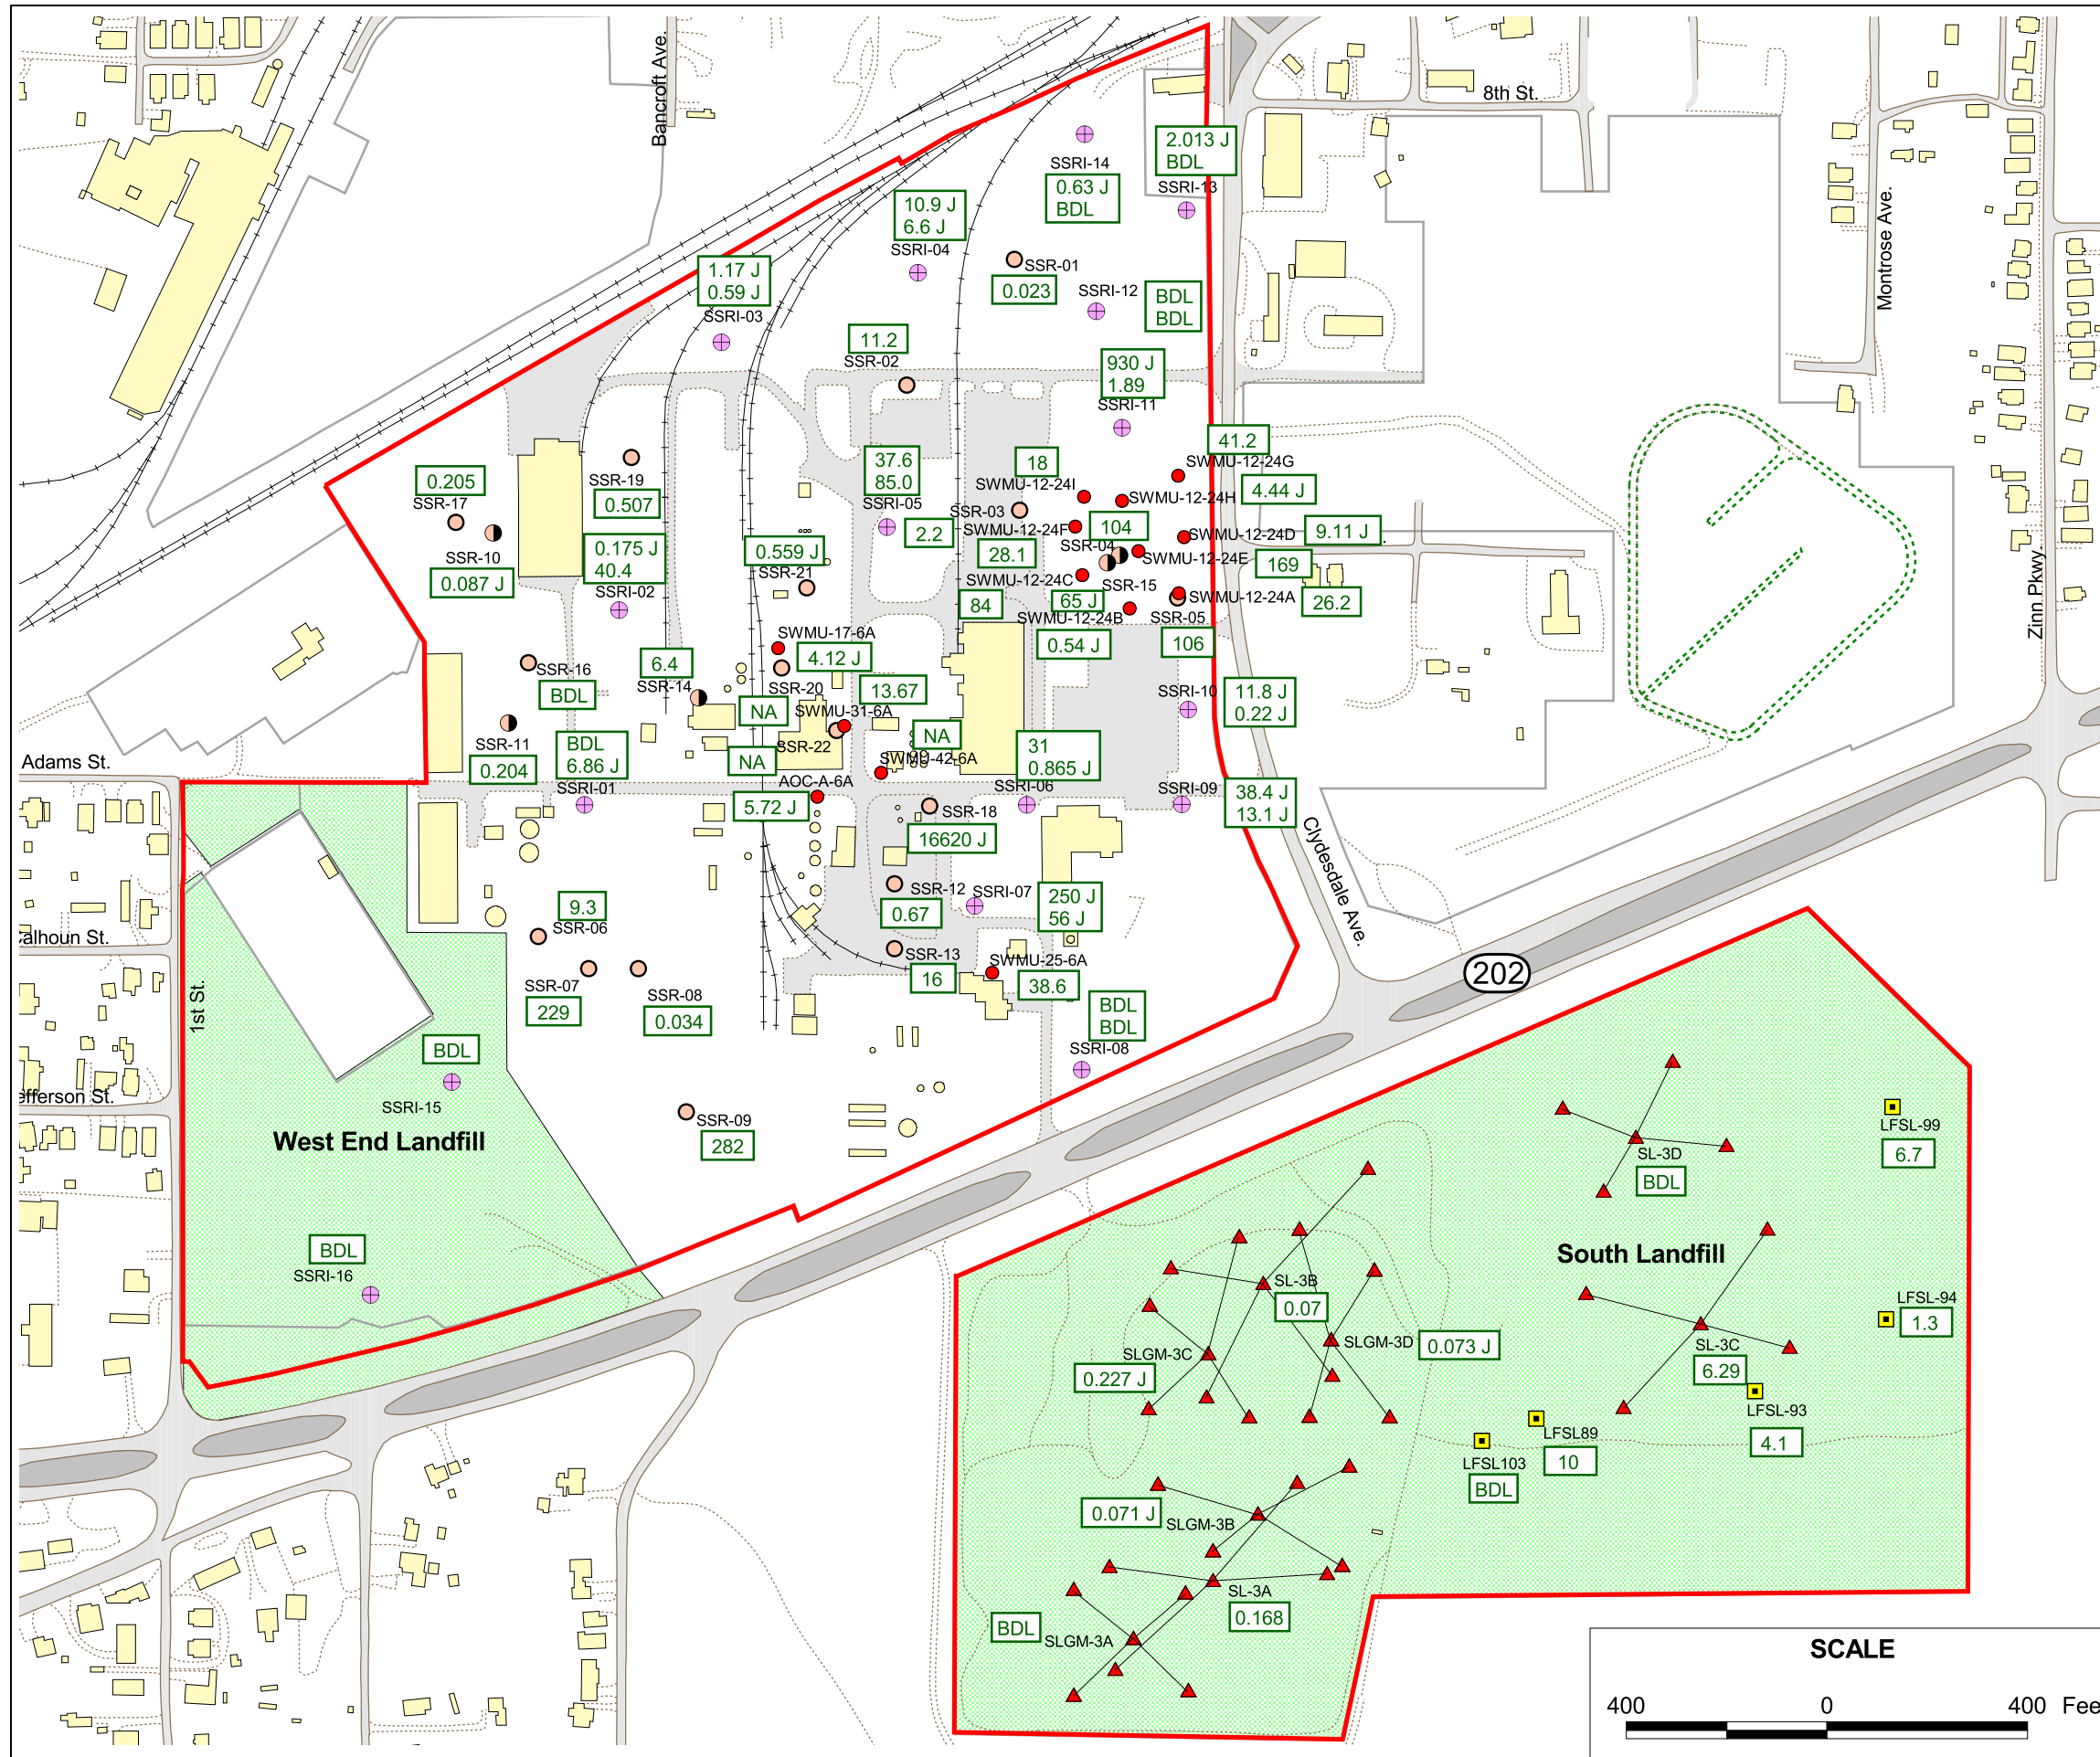 Bancroft Ave.
8th St.
2.013 J
BDL
SSRI-13
SSRI-14
0.63 J
BDL
10.9 J
6.6 J
SSRI-04
SSR-01
0.023
Montrose Ave.
1.17 J
0.59 J
SSRI-03
SSRI-12
BDL
BDL
11.2
SSR-02
930 J
1.89
SSRI-11
41.2
SWMU-12-24G
37.6
85.0
SSRI-05
18
SWMU-12-24I
4.44 J
SWMU-12-24H
0.205
SSR-17
SSR-19
0.507
SSR-03
2.2
SWMU-12-24F
104
SWMU-12-24D
9.11 J
SSR-10
0.087 J
0.175 J
40.4
SSRI-02
0.559 J
SSR-21
28.1
SSR-04
SWMU-12-24E
169
SWMU-12-24C
SSR-15
84
65 J
SWMU-12-24A
26.2
SWMU-12-24B
SSR-05
0.54 J
106
Zinn Pkwy.
SWMU-17-6A
4.12 J
SSR-16
BDL
6.4
SSR-14
SSR-20
13.67
SSRI-10
11.8 J
0.22 J
NA
SWMU-31-6A
SSR-11
0.204
BDL
6.86 J
SSRI-01
SSR-22
NA
NA
SWMU-42-6A
31
0.865 J
SSRI-06
Adams St.
AOC-A-6A
5.72 J
SSRI-09
38.4 J
13.1 J
SSR-18
16620 J
Clydesdale Ave.
SSR-12
0.67
SSRI-07
250 J
56 J
9.3
SSR-06
alhoun St.
SSR-13
16
SWMU-25-6A
38.6
202
1st St.
SSR-07
229
SSR-08
0.034
BDL
BDL
SSRI-08
BDL
SSRI-15
efferson St.
SSR-09
282
West End Landfill
LFSL-99
6.7
SL-3D
BDL
South Landfill
BDL
SSRI-16
SL-3B
0.07
LFSL-94
1.3
SLGM-3C
0.227 J
SLGM-3D
0.073 J
SL-3C
6.29
LFSL-93
4.1
LFSL89
10
LFSL103
BDL
0.071 J
SLGM-3B
SL-3A
0.168
BDL
SLGM-3A
SCALE
400
0
400
Fee